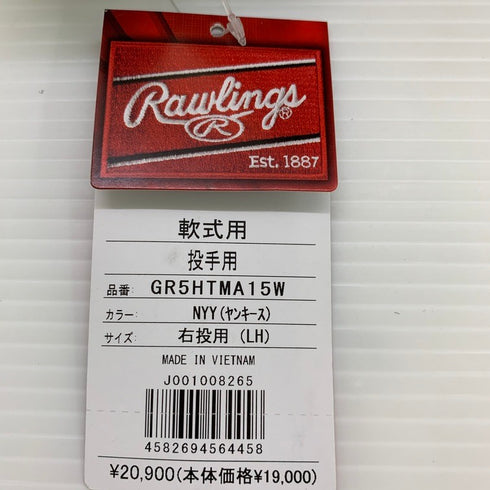 Rawlings®
R
Est. 1887
軟式用
投手用
品番: GR5HTMA15W
カラー: NYY(ヤンキース)
サイズ: 右投用 (LH)
MADE IN VIETNAM
J001008265
4582694564458
¥20,900(本体価格¥19,000)